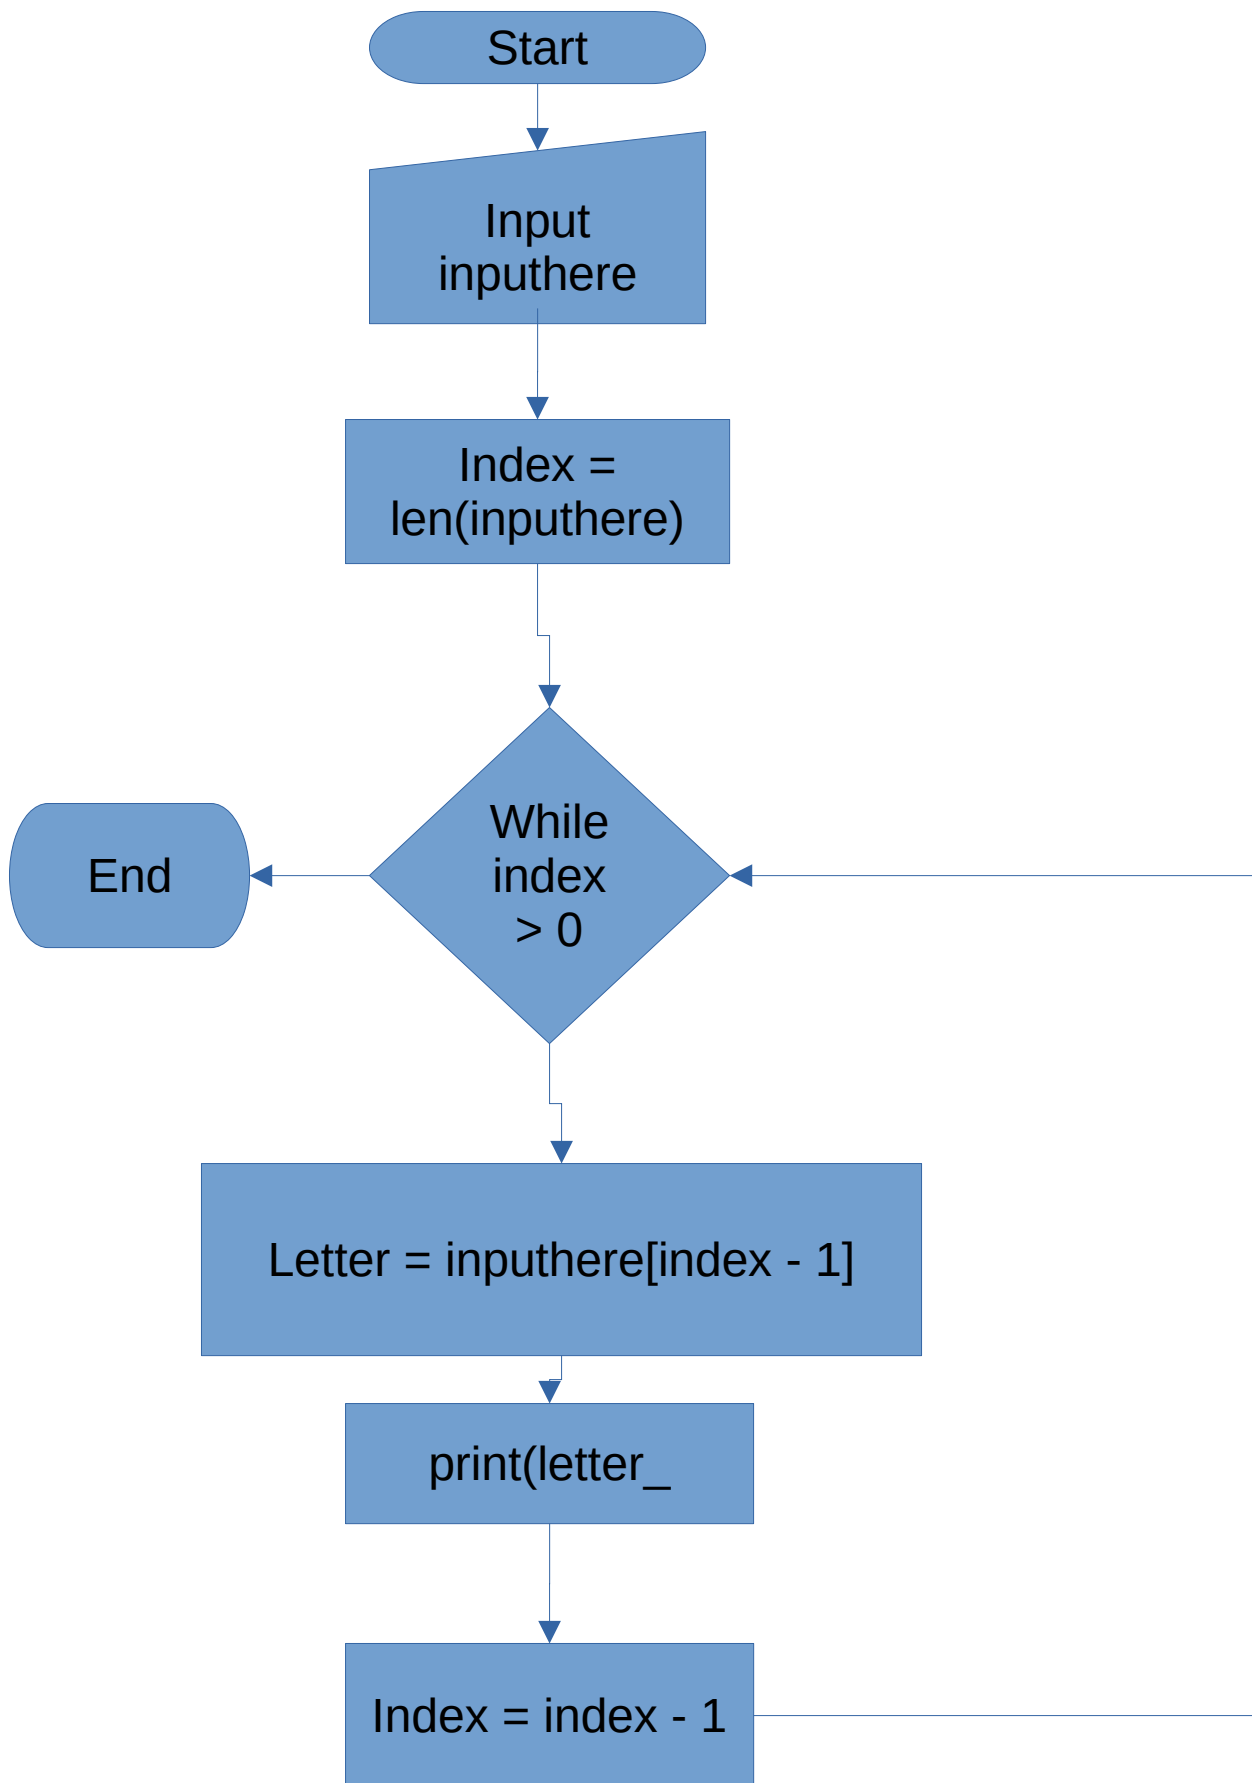 Start
Input
inputhere
Index =
len(inputhere)
While
index
> 0
End
Letter = inputhere[index - 1]
print(letter_
Index = index - 1